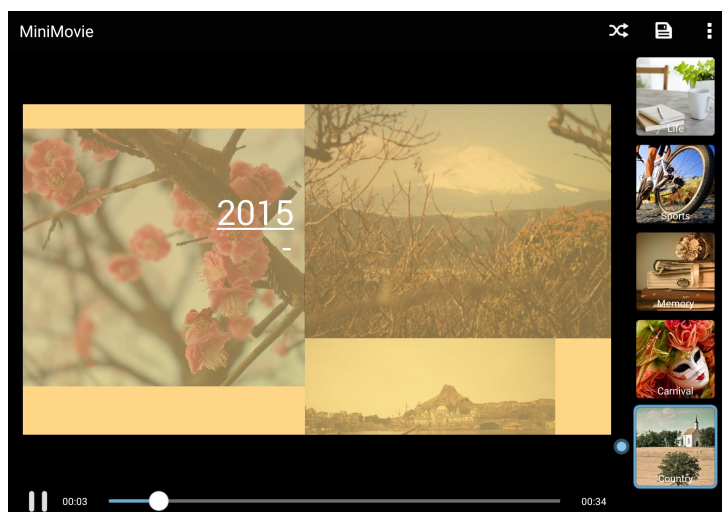 MiniMovie
Life
Sports
2015
-
Memory
Carnival
Country
00:03
00:34